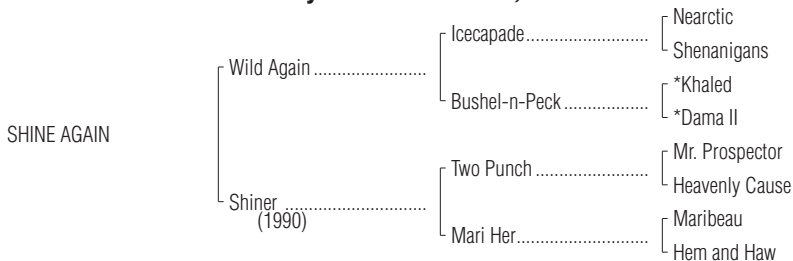 Nearctic
Icecapade
Shenanigans
Wild Again
*Khaled
Bushel-n-Peck
*Dama II
SHINE AGAIN
Mr. Prospector
Two Punch
Heavenly Cause
Shiner
(1990)
Maribeau
Mari Her
Hem and Haw